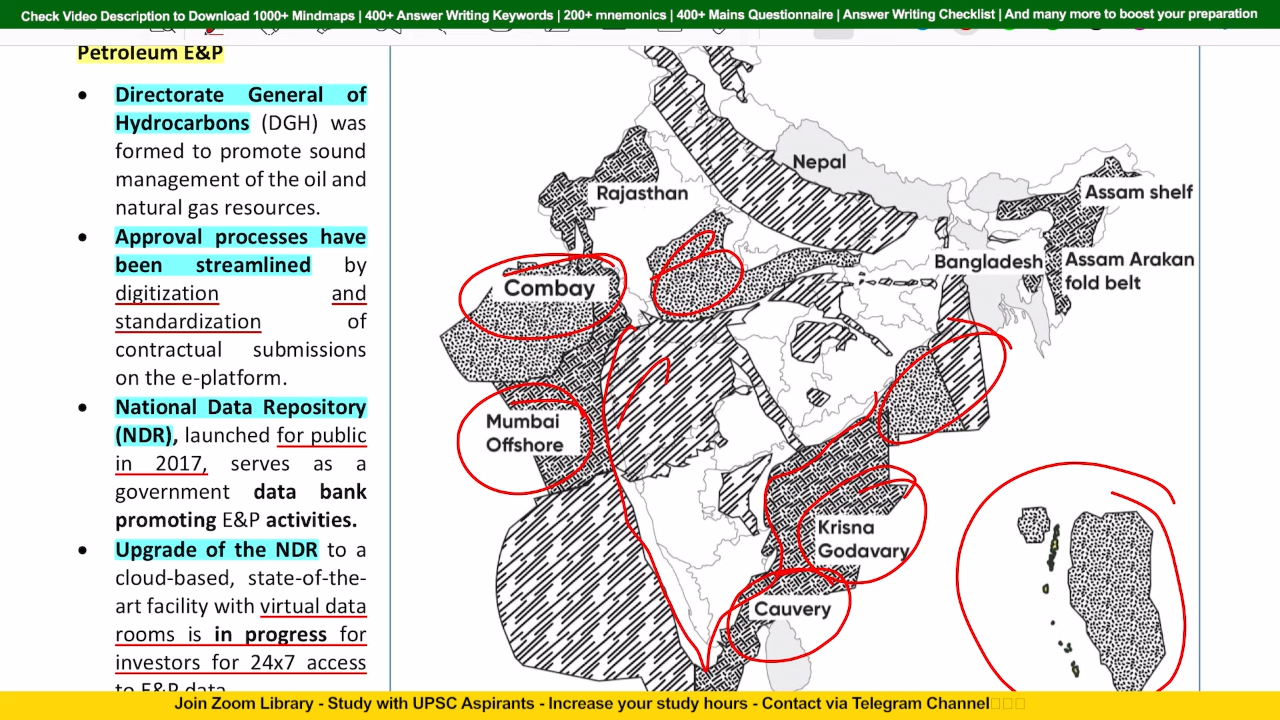 Check Video Description to Download 1000+ Mindmaps | 400+ Answer Writing Keywords | 200+ mnemonics | 400+ Mains Questionnaire | Answer Writing Checklist | And many more to boost your preparation
Petroleum E&P
• Directorate General of
Hydrocarbons (DGH) was
formed to promote sound
management of the oil and
natural gas resources.
• Approval processes have
been streamlined by
digitization and
standardization of
contractual submissions
on the e-platform.
• National Data Repository
(NDR), launched for public
in 2017, serves as a
government data bank
promoting E&P activities.
• Upgrade of the NDR to a
cloud-based, state-of-the-
art facility with virtual data
rooms is in progress for
investors for 24x7 access
to E&P data
Nepal
Rajasthan
Assam shelf
Bangladesh
Assam Arakan
fold belt
Combay
Mumbai
Offshore
Krisna
Godavary
Cauvery
Join Zoom Library - Study with UPSC Aspirants - Increase your study hours - Contact via Telegram Channel